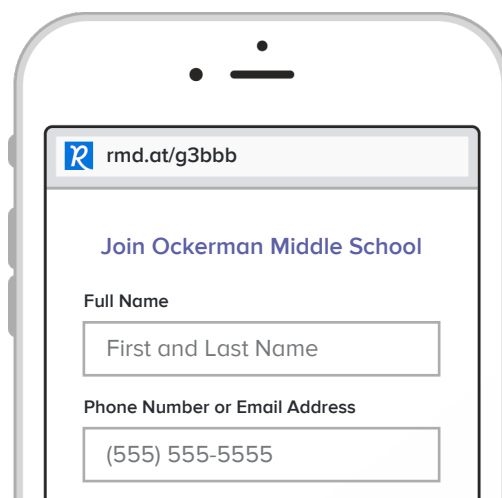 rmd.at/g3bbb
Join Ockerman Middle School
Full Name
First and Last Name
Phone Number or Email Address
(555) 555-5555